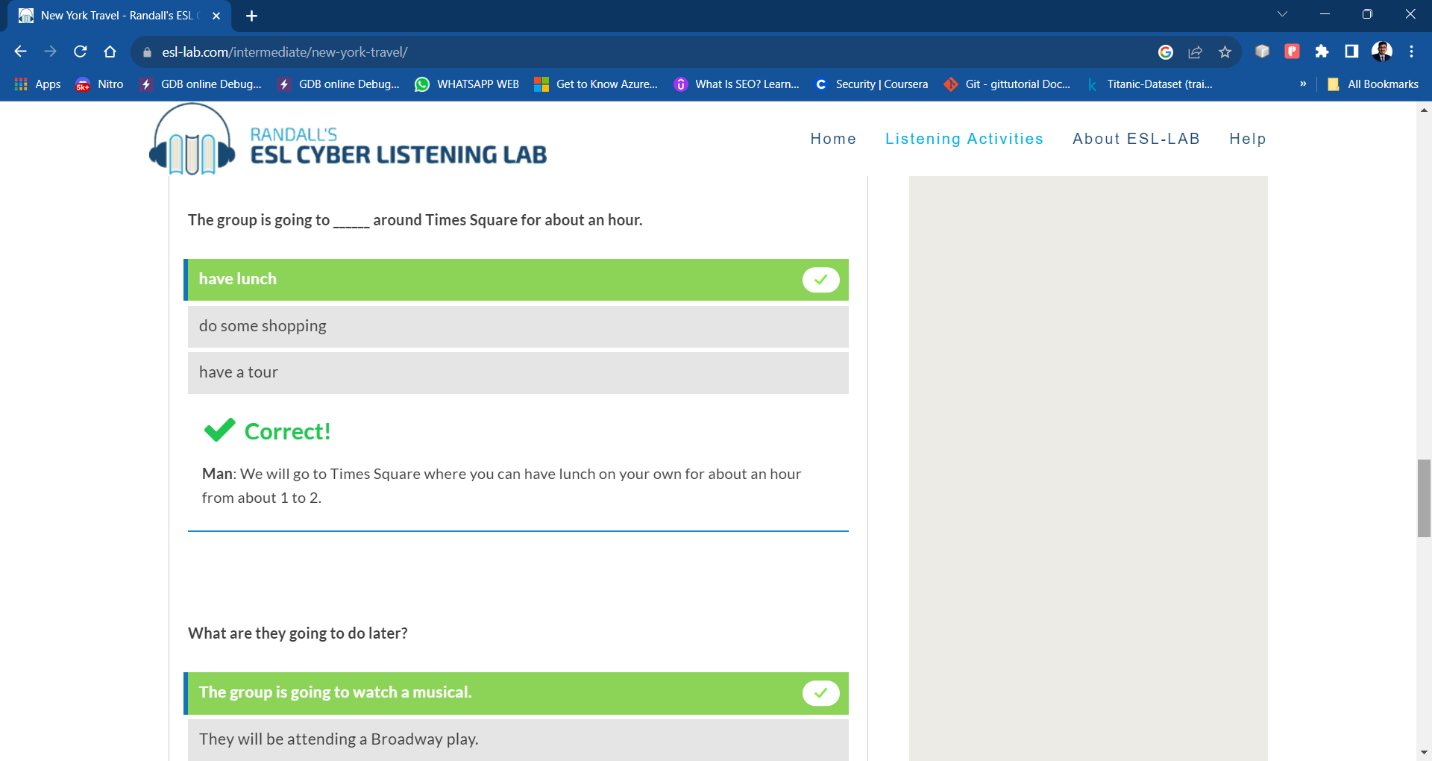 New York Travel - Randall's ESL
esl-lab.com/intermediate/new-york-travel/
Apps Nitro GDB online Debug... GDB online Debug... WHATSAPP WEB Get to Know Azure... What Is SEO? Learn... Security | Coursera Git - gittutorial Doc... Titanic-Dataset (trai... » All Bookmarks
RANDALL'S
ESL CYBER LISTENING LAB
Home Listening Activities About ESL-LAB Help
The group is going to ______ around Times Square for about an hour.
have lunch
do some shopping
have a tour
Correct!
Man: We will go to Times Square where you can have lunch on your own for about an hour
from about 1 to 2.
What are they going to do later?
The group is going to watch a musical.
They will be attending a Broadway play.